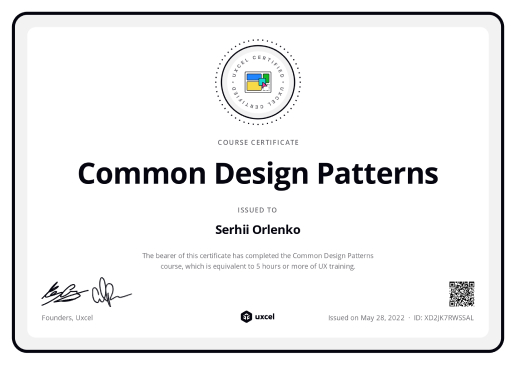 UXCEL CERTIFIED • UXCEL CERTIFIED •
COURSE CERTIFICATE
Common Design Patterns
ISSUED TO
Serhii Orlenko
The bearer of this certificate has completed the Common Design Patterns
course, which is equivalent to 5 hours or more of UX training.
Founders, Uxcel
uxcel
Issued on May 28, 2022 · ID: XD2JK7RWSSAL